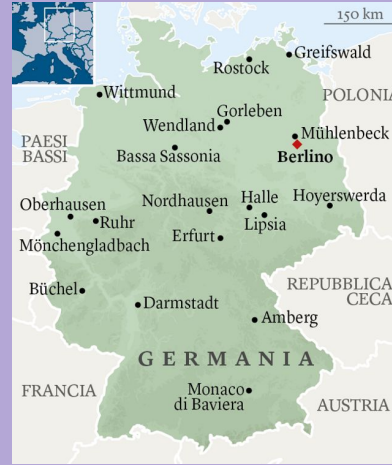 150 km
Greifswald
Rostock
Wittmund
POLONIA
Gorleben
Wendland
Mühlenbeck
PAESI
BASSI
Bassa Sassonia
Berlino
Nordhausen
Halle
Hoyerswerda
Oberhausen
Ruhr
Lipsia
Mönchengladbach
Erfurt
Büchel
REPUBBLICA
CECA
Darmstadt
Amberg
GERMANIA
FRANCIA
Monaco
di Baviera
AUSTRIA